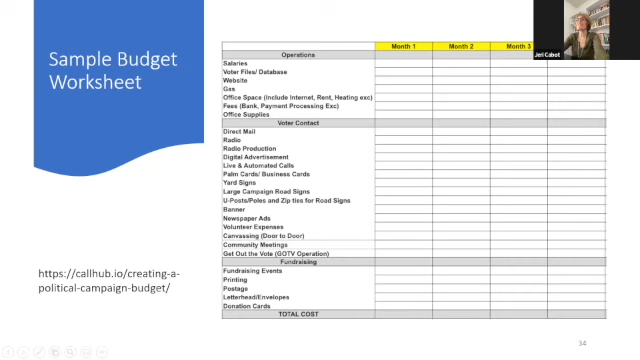 Sample Budget
Worksheet
Month 1 Month 2 Month 3
Jeri Cabot
Operations
Salaries
Voter Files/ Database
Website
Gas
Office Space (Include Internet, Rent, Heating exc)
Fees (Bank, Payment Processing Exc)
Office Supplies
Voter Contact
Direct Mail
Radio
Radio Production
Digital Advertisement
Live & Automated Calls
Palm Cards/ Business Cards
Yard Signs
Large Campaign Road Signs
U-Posts/Poles and Zip ties for Road Signs
Banner
Newspaper Ads
Volunteer Expenses
Canvassing (Door to Door)
Community Meetings
Get Out the Vote (GOTV Operation)
Fundraising
Fundraising Events
Printing
Postage
Letterhead/Envelopes
Donation Cards
TOTAL COST
https://callhub.io/creating-a-
political-campaign-budget/
34